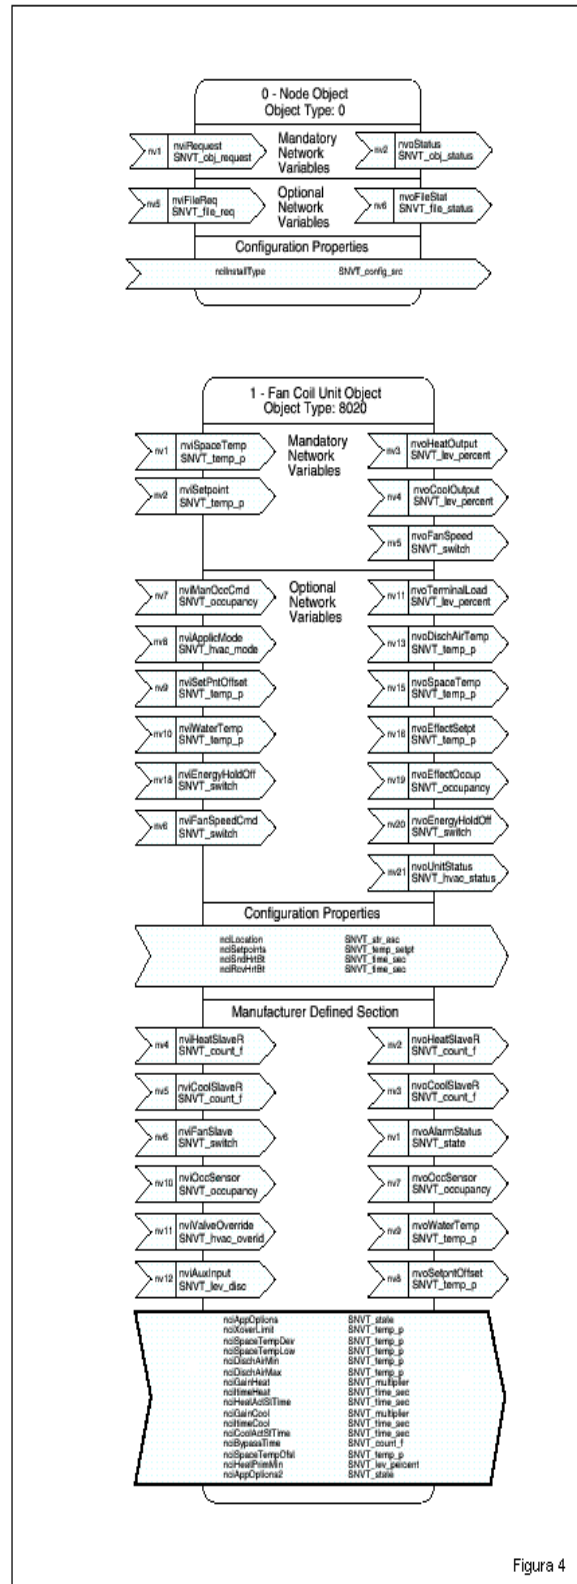 0 - Node Object
Object Type: 0
nv1
nviRequest
SNVT_obj_request
Mandatory
Network
Variables
nv2
nvoStatus
SNVT_obj_status
nv5
nviFileReq
SNVT_file_req
Optional
Network
Variables
nv6
nvoFileStat
SNVT_file_status
Configuration Properties
nciInstallType SNVT_config_src
1 - Fan Coil Unit Object
Object Type: 8020
nv1
nviSpaceTemp
SNVT_temp_p
Mandatory
Network
Variables
nv3
nvoHeatOutput
SNVT_lev_percent
nv2
nviSetpoint
SNVT_temp_p
nv4
nvoCoolOutput
SNVT_lev_percent
nv5
nvoFanSpeed
SNVT_switch
nv7
nviManOccCmd
SNVT_occupancy
Optional
Network
Variables
nv11
nvoTerminalLoad
SNVT_lev_percent
nv8
nviApplicMode
SNVT_hvac_mode
nv13
nvoDischAirTemp
SNVT_temp_p
nv9
nviSetPntOffset
SNVT_temp_p
nv15
nvoSpaceTemp
SNVT_temp_p
nv10
nviWaterTemp
SNVT_temp_p
nv16
nvoEffectSetpt
SNVT_temp_p
nv18
nviEnergyHoldOff
SNVT_switch
nv19
nvoEffectOccup
SNVT_occupancy
nv6
nviFanSpeedCmd
SNVT_switch
nv20
nvoEnergyHoldOff
SNVT_switch
nv21
nvoUnitStatus
SNVT_hvac_status
Configuration Properties
nciLocation SNVT_str_asc
nciSetpoints SNVT_temp_setpt
nciSndHrtBt SNVT_time_sec
nciRcvHrtBt SNVT_time_sec
Manufacturer Defined Section
nv4
nviHeatSlaveR
SNVT_count_f
nv2
nvoHeatSlaveR
SNVT_count_f
nv5
nviCoolSlaveR
SNVT_count_f
nv3
nvoCoolSlaveR
SNVT_count_f
nv6
nviFanSlave
SNVT_switch
nv1
nvoAlarmStatus
SNVT_state
nv10
nviOccSensor
SNVT_occupancy
nv7
nvoOccSensor
SNVT_occupancy
nv11
nviValveOverride
SNVT_hvac_overid
nv9
nvoWaterTemp
SNVT_temp_p
nv12
nviAuxInput
SNVT_lev_disc
nv8
nvoSetpntOffset
SNVT_temp_p
nciAppOptions SNVT_state
nciXoverLimit SNVT_temp_p
nciSpaceTempDev SNVT_temp_p
nciSpaceTempLow SNVT_temp_p
nciDischAirMin SNVT_temp_p
nciDischAirMax SNVT_temp_p
nciGainHeat SNVT_multiplier
nciItimeHeat SNVT_time_sec
nciHeatActStTime SNVT_time_sec
nciGainCool SNVT_multiplier
nciItimeCool SNVT_time_sec
nciCoolActStTime SNVT_time_sec
nciBypassTime SNVT_count_f
nciSpaceTempOfst SNVT_temp_p
nciHeatPrimMin SNVT_lev_percent
nciAppOptions2 SNVT_state
Figura 4